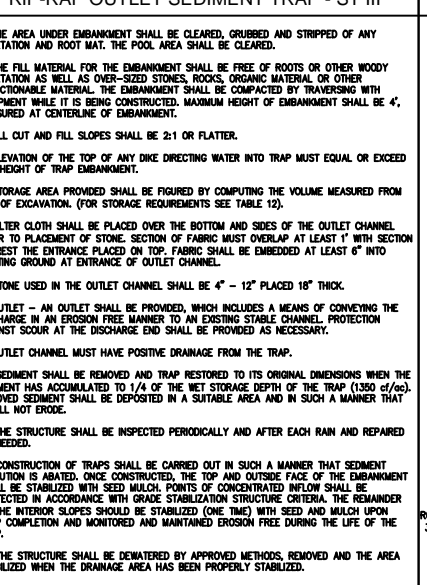 RIP-RAP OUTLET SEDIMENT TRAP - ST III
HE AREA UNDER EMBANKMENT SHALL BE CLEARED, GRUBBED AND STRIPPED OF ANY
TATION AND ROOT MAT. THE POOL AREA SHALL BE CLEARED.
HE FILL MATERIAL FOR THE EMBANKMENT SHALL BE FREE OF ROOTS OR OTHER WOODY
TATION AS WELL AS OVER-SIZED STONES, ROCKS, ORGANIC MATERIAL OR OTHER
CTIONABLE MATERIAL. THE EMBANKMENT SHALL BE COMPACTED BY TRAVERSING WITH
PMENT WHILE IT IS BEING CONSTRUCTED. MAXIMUM HEIGHT OF EMBANKMENT SHALL BE 4',
SURED AT CENTERLINE OF EMBANKMENT.
LL CUT AND FILL SLOPES SHALL BE 2:1 OR FLATTER.
LEVATION OF THE TOP OF ANY DIKE DIRECTING WATER INTO TRAP MUST EQUAL OR EXCEED
HEIGHT OF TRAP EMBANKMENT.
TORAGE AREA PROVIDED SHALL BE FIGURED BY COMPUTING THE VOLUME MEASURED FROM
OF EXCAVATION. (FOR STORAGE REQUIREMENTS SEE TABLE 12).
LTER CLOTH SHALL BE PLACED OVER THE BOTTOM AND SIDES OF THE OUTLET CHANNEL
R TO PLACEMENT OF STONE. SECTION OF FABRIC MUST OVERLAP AT LEAST 1' WITH SECTION
REST THE ENTRANCE PLACED ON TOP. FABRIC SHALL BE EMBEDDED AT LEAST 6" INTO
TING GROUND AT ENTRANCE OF OUTLET CHANNEL.
TONE USED IN THE OUTLET CHANNEL SHALL BE 4" - 12" PLACED 18" THICK.
UTLET - AN OUTLET SHALL BE PROVIDED, WHICH INCLUDES A MEANS OF CONVEYING THE
HARGE IN AN EROSION FREE MANNER TO AN EXISTING STABLE CHANNEL. PROTECTION
NST SCOUR AT THE DISCHARGE END SHALL BE PROVIDED AS NECESSARY.
UTLET CHANNEL MUST HAVE POSITIVE DRAINAGE FROM THE TRAP.
SEDIMENT SHALL BE REMOVED AND TRAP RESTORED TO ITS ORIGINAL DIMENSIONS WHEN THE
MENT HAS ACCUMULATED TO 1/4 OF THE WET STORAGE DEPTH OF THE TRAP (1350 cf/ac).
OVED SEDIMENT SHALL BE DEPOSITED IN A SUITABLE AREA AND IN SUCH A MANNER THAT
LL NOT ERODE.
HE STRUCTURE SHALL BE INSPECTED PERIODICALLY AND AFTER EACH RAIN AND REPAIRED
EEDED.
CONSTRUCTION OF TRAPS SHALL BE CARRIED OUT IN SUCH A MANNER THAT SEDIMENT
UTION IS ABATED. ONCE CONSTRUCTED, THE TOP AND OUTSIDE FACE OF THE EMBANKMENT
LL BE STABILIZED WITH SEED MULCH. POINTS OF CONCENTRATED INFLOW SHALL BE
TECTED IN ACCORDANCE WITH GRADE STABILIZATION STRUCTURE CRITERIA. THE REMAINDER
HE INTERIOR SLOPES SHOULD BE STABILIZED (ONE TIME) WITH SEED AND MULCH UPON
COMPLETION AND MONITORED AND MAINTAINED EROSION FREE DURING THE LIFE OF THE
THE STRUCTURE SHALL BE DEWATERED BY APPROVED METHODS, REMOVED AND THE AREA
ILIZED WHEN THE DRAINAGE AREA HAS BEEN PROPERLY STABILIZED.